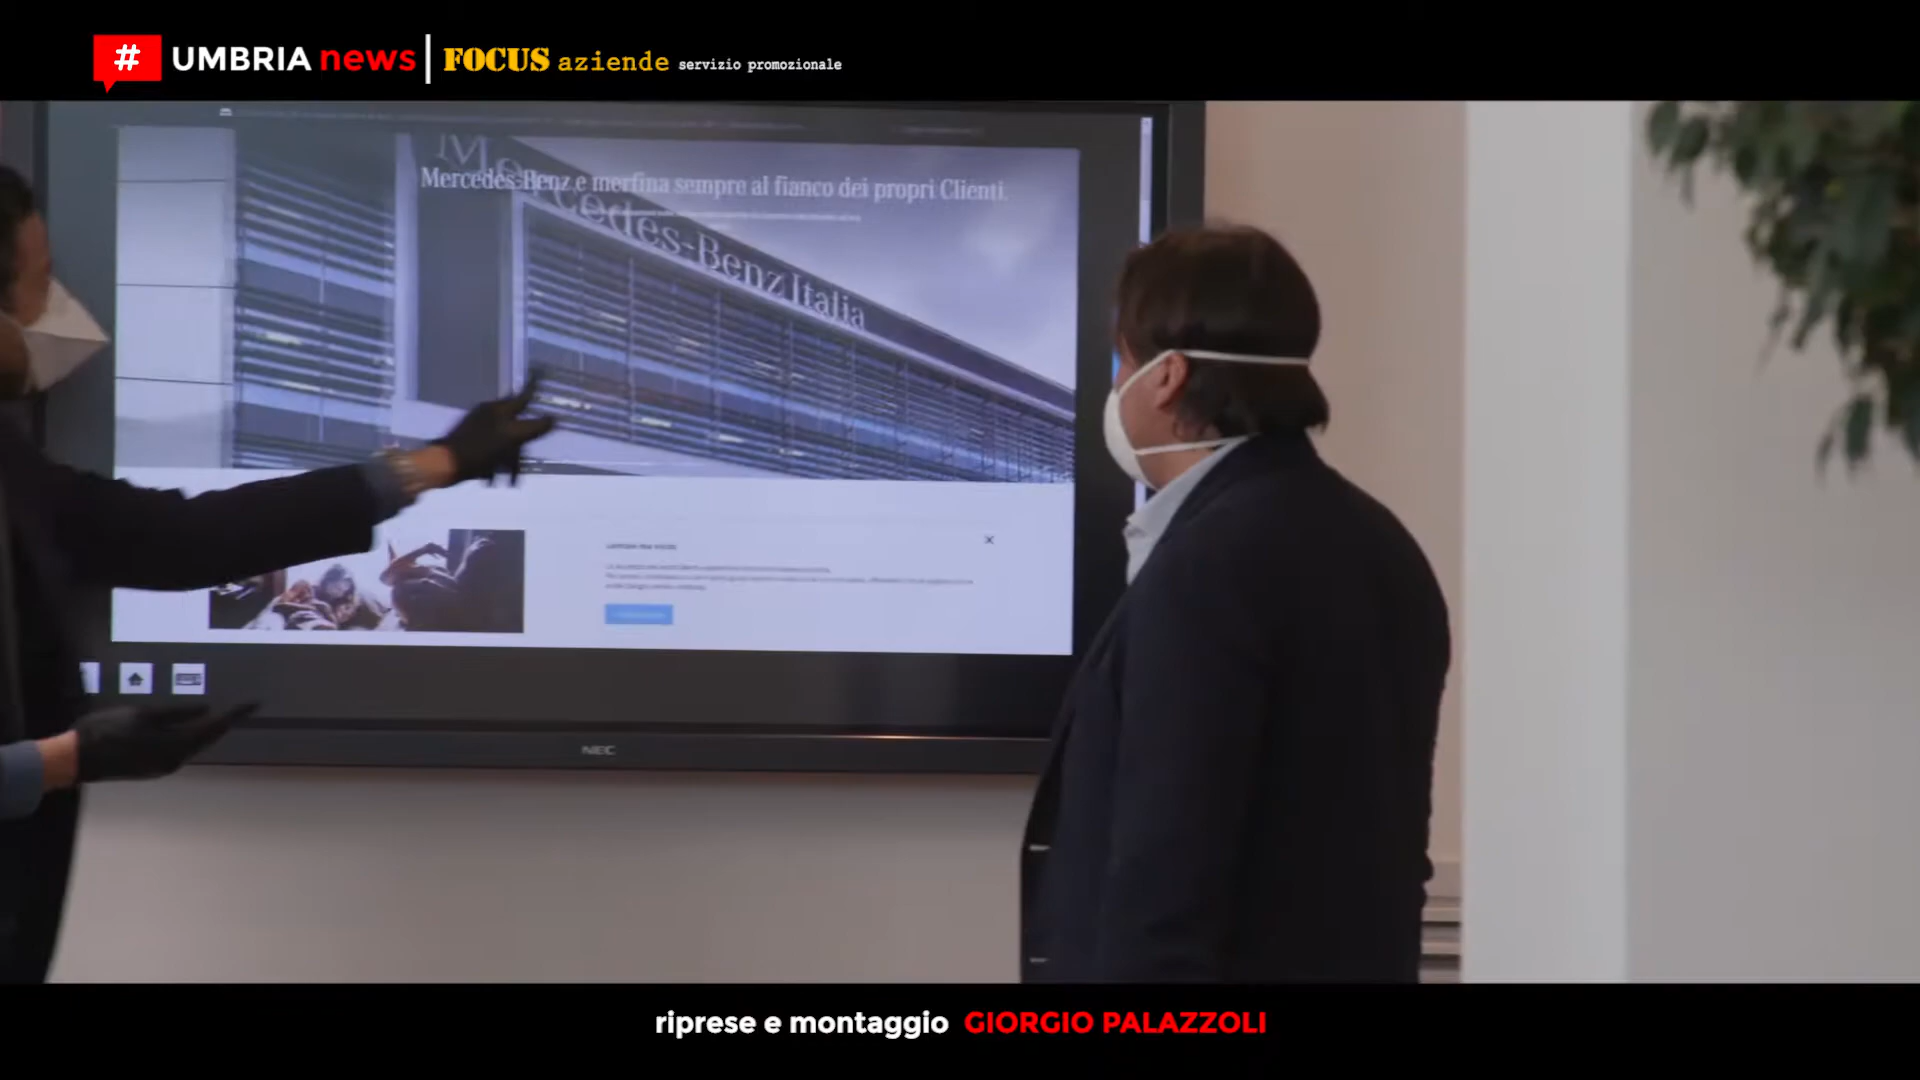 # UMBRIA news FOCUS aziende servizio promozionale
Mercedes-Benz e merfina sempre al fianco dei propri Clienti.
Mercedes-Benz Italia
NEC
riprese e montaggio GIORGIO PALAZZOLI